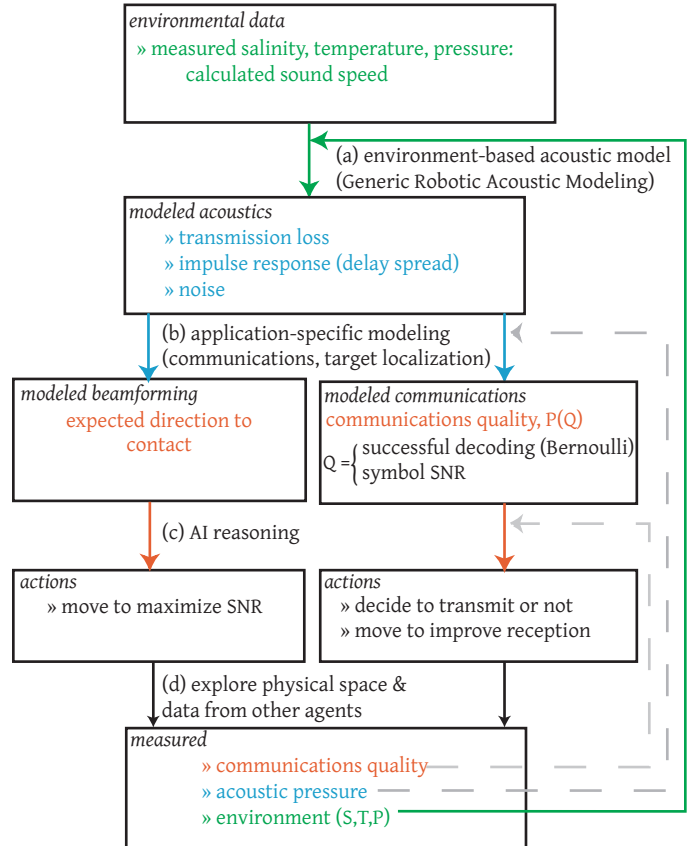 environmental data
» measured salinity, temperature, pressure:
calculated sound speed
(a) environment-based acoustic model
(Generic Robotic Acoustic Modeling)
modeled acoustics
» transmission loss
» impulse response (delay spread)
» noise
(b) application-specific modeling
(communications, target localization)
modeled beamforming
expected direction to
contact
modeled communications
communications quality, P(Q)
Q = { successful decoding (Bernoulli)
symbol SNR
(c) AI reasoning
actions
» move to maximize SNR
actions
» decide to transmit or not
» move to improve reception
(d) explore physical space &
data from other agents
measured
» communications quality
» acoustic pressure
» environment (S,T,P)